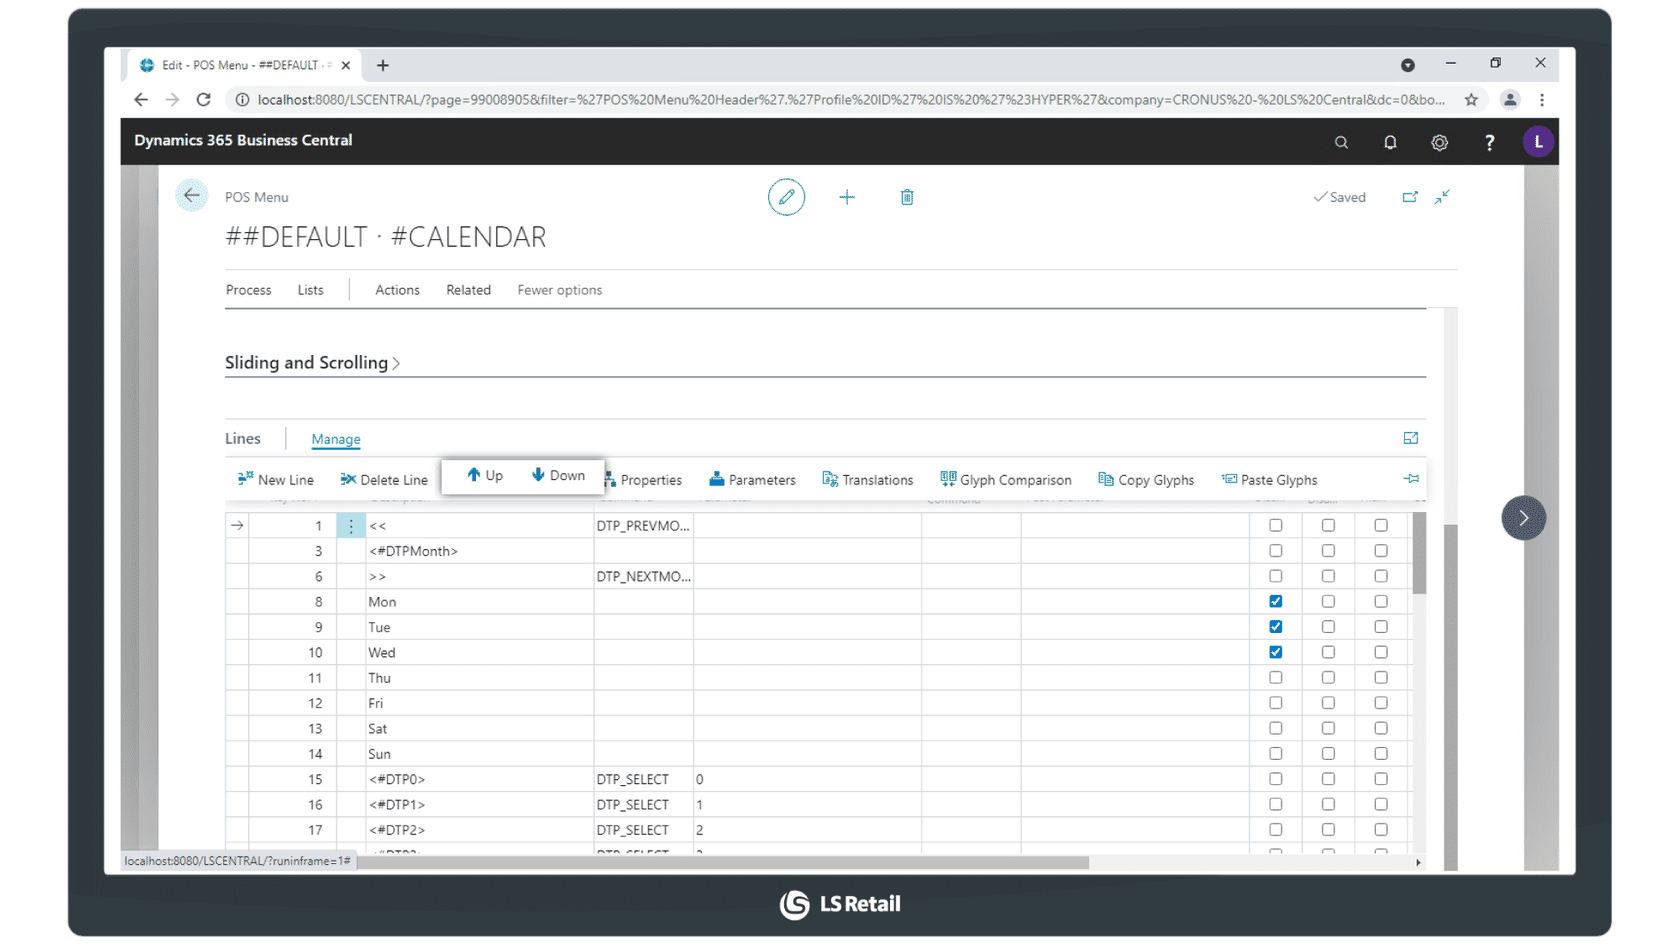 Edit - POS Menu - ##DEFAULT ·
localhost:8080/LSCENTRAL/?page=99008905&filter=%27POS%20Menu%20Header%27.%27Profile%20ID%27%20IS%20%27%23HYPER%27&company=CRONUS%20-%20LS%20Central&dc=0&bo...
Dynamics 365 Business Central
?
L
POS Menu
Saved
##DEFAULT · #CALENDAR
Process Lists Actions Related Fewer options
Sliding and Scrolling
Lines Manage
New Line Delete Line Up Down Properties Parameters Translations Glyph Comparison Copy Glyphs Paste Glyphs
1 << DTP_PREVMO...
3 <#DTPMonth>
6 >> DTP_NEXTMO...
8 Mon
9 Tue
10 Wed
11 Thu
12 Fri
13 Sat
14 Sun
15 <#DTP0> DTP_SELECT 0
16 <#DTP1> DTP_SELECT 1
17 <#DTP2> DTP_SELECT 2
localhost:8080/LSCENTRAL/?runinframe=1#
LS Retail